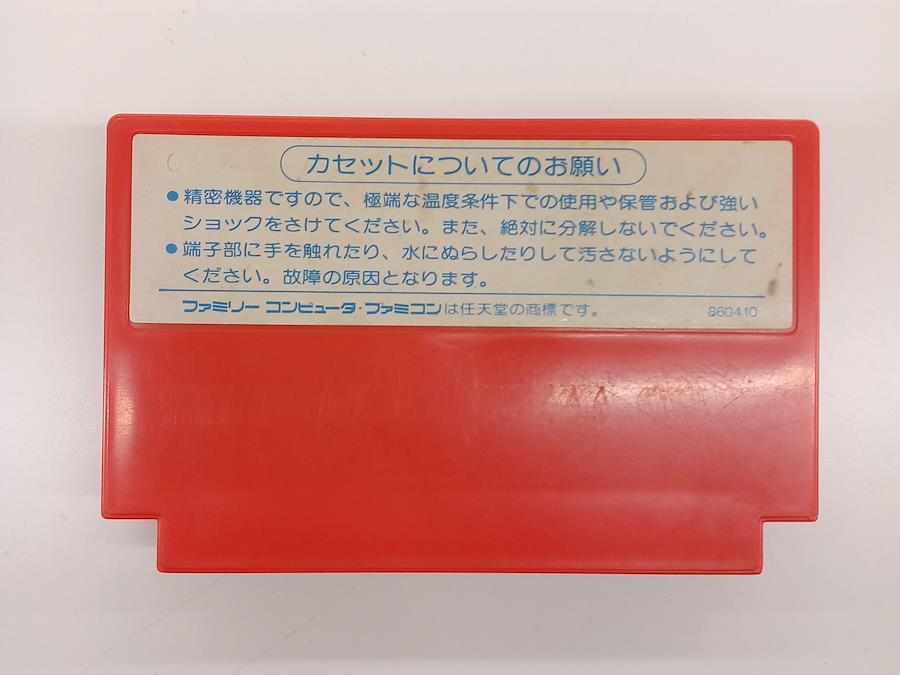 カセットについてのお願い
●精密機器ですので、極端な温度条件下での使用や保管および強い
ショックをさけてください。また、絶対に分解しないでください。
●端子部に手を触れたり、水にぬらしたりして汚さないようにして
ください。故障の原因となります。
ファミリーコンピュータ・ファミコンは任天堂の商標です。 860410